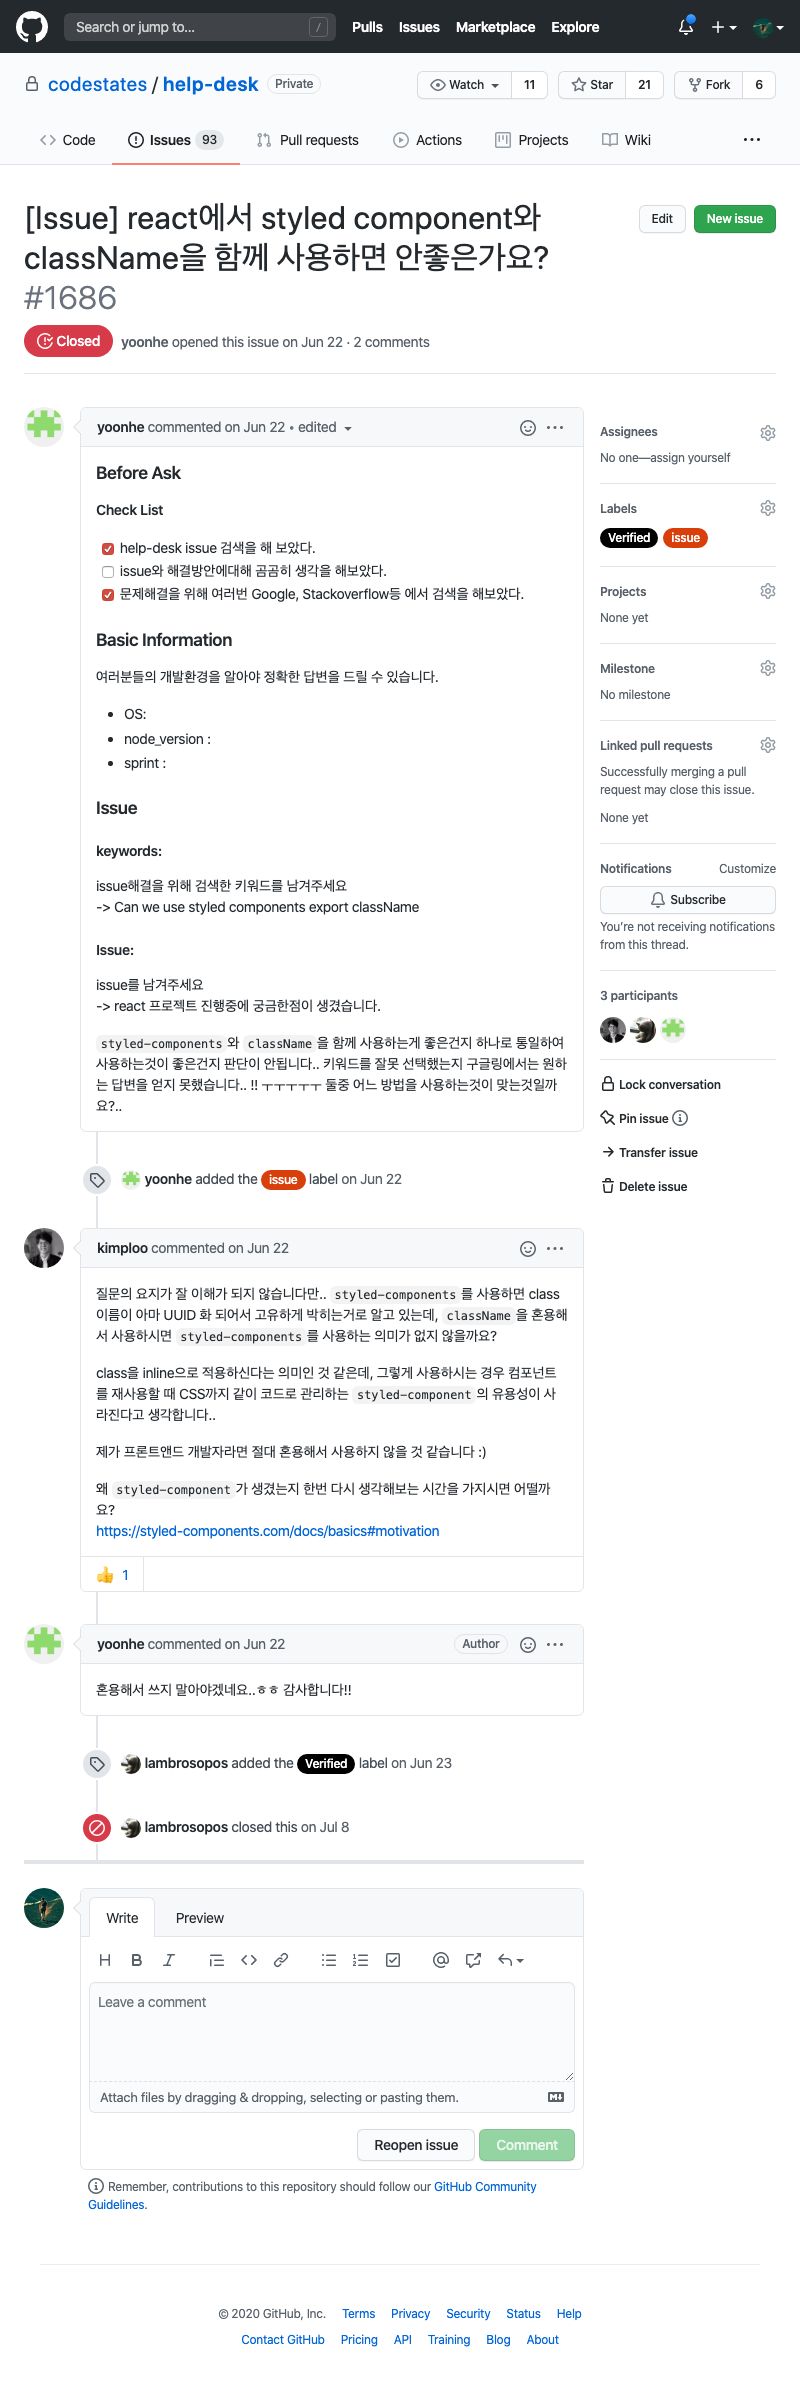 Search or jump to... /
Pulls Issues Marketplace Explore
codestates / help-desk Private
Watch 11 Star 21 Fork 6
Code Issues 93 Pull requests Actions Projects Wiki ...
[Issue] react에서 styled component와
className을 함께 사용하면 안좋은가요?
#1686
Edit New issue
Closed yoonhe opened this issue on Jun 22 · 2 comments
yoonhe commented on Jun 22 • edited
Before Ask
Check List
help-desk issue 검색을 해 보았다.
issue와 해결방안에대해 곰곰히 생각을 해보았다.
문제해결을 위해 여러번 Google, Stackoverflow등 에서 검색을 해보았다.
Basic Information
여러분들의 개발환경을 알아야 정확한 답변을 드릴 수 있습니다.
• OS:
• node_version :
• sprint :
Issue
keywords:
issue해결을 위해 검색한 키워드를 남겨주세요
-> Can we use styled components export className
Issue:
issue를 남겨주세요
-> react 프로젝트 진행중에 궁금한점이 생겼습니다.
styled-components 와 className 을 함께 사용하는게 좋은건지 하나로 통일하여
사용하는것이 좋은건지 판단이 안됩니다.. 키워드를 잘못 선택했는지 구글링에서는 원하
는 답변을 얻지 못했습니다.. !! ㅜㅜㅜㅜㅜ 둘중 어느 방법을 사용하는것이 맞는것일까
요?..
yoonhe added the issue label on Jun 22
kimploo commented on Jun 22
질문의 요지가 잘 이해가 되지 않습니다만.. styled-components 를 사용하면 class
이름이 아마 UUID 화 되어서 고유하게 박히는거로 알고 있는데, className 을 혼용해
서 사용하시면 styled-components 를 사용하는 의미가 없지 않을까요?
class을 inline으로 적용하신다는 의미인 것 같은데, 그렇게 사용하시는 경우 컴포넌트
를 재사용할 때 CSS까지 같이 코드로 관리하는 styled-component 의 유용성이 사
라진다고 생각합니다..
제가 프론트앤드 개발자라면 절대 혼용해서 사용하지 않을 것 같습니다 :)
왜 styled-component 가 생겼는지 한번 다시 생각해보는 시간을 가지시면 어떨까
요?
https://styled-components.com/docs/basics#motivation
👍 1
yoonhe commented on Jun 22 Author
혼용해서 쓰지 말아야겠네요..ㅎㅎ 감사합니다!!
lambrosopos added the Verified label on Jun 23
lambrosopos closed this on Jul 8
Write Preview
H B I @
Leave a comment
Attach files by dragging & dropping, selecting or pasting them.
Reopen issue Comment
Remember, contributions to this repository should follow our GitHub Community
Guidelines.
Assignees
No one—assign yourself
Labels
Verified issue
Projects
None yet
Milestone
No milestone
Linked pull requests
Successfully merging a pull
request may close this issue.
None yet
Notifications Customize
Subscribe
You're not receiving notifications
from this thread.
3 participants
Lock conversation
Pin issue
Transfer issue
Delete issue
© 2020 GitHub, Inc. Terms Privacy Security Status Help
Contact GitHub Pricing API Training Blog About